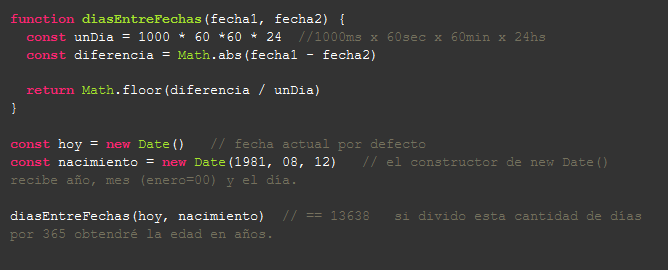 function diasEntreFechas(fecha1, fecha2) {
  const unDia = 1000 * 60 *60 * 24  //1000ms x 60sec x 60min x 24hs
  const diferencia = Math.abs(fecha1 - fecha2)

  return Math.floor(diferencia / unDia)
}

const hoy = new Date()   // fecha actual por defecto
const nacimiento = new Date(1981, 08, 12)   // el constructor de new Date()
recibe año, mes (enero=00) y el día.

diasEntreFechas(hoy, nacimiento)  // == 13638   si divido esta cantidad de días
por 365 obtendré la edad en años.